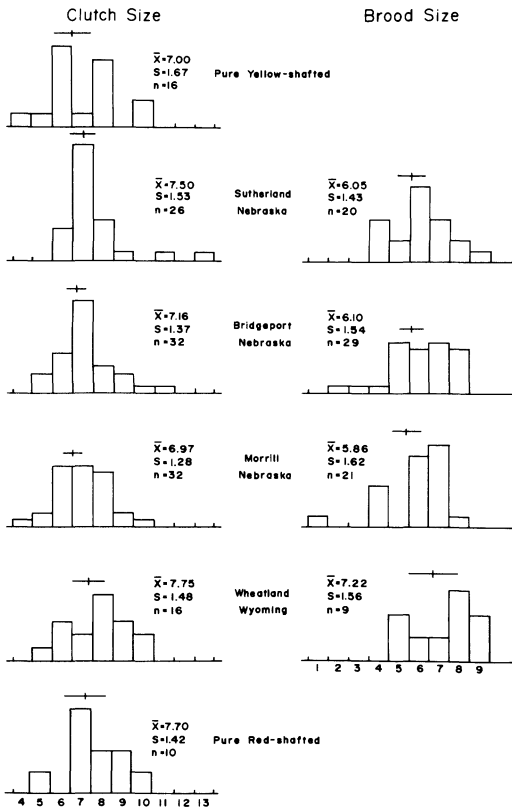 Clutch Size
Brood Size
X̄=7.00
S=1.67
n=16
Pure Yellow-shafted
X̄=7.50
S=1.53
n=26
Sutherland
Nebraska
X̄=6.05
S=1.43
n=20
X̄=7.16
S=1.37
n=32
Bridgeport
Nebraska
X̄=6.10
S=1.54
n=29
X̄=6.97
S=1.28
n=32
Morrill
Nebraska
X̄=5.86
S=1.62
n=21
X̄=7.75
S=1.48
n=16
Wheatland
Wyoming
X̄=7.22
S=1.56
n=9
1 2 3 4 5 6 7 8 9
X̄=7.70
S=1.42
n=10
Pure Red-shafted
4 5 6 7 8 9 10 11 12 13